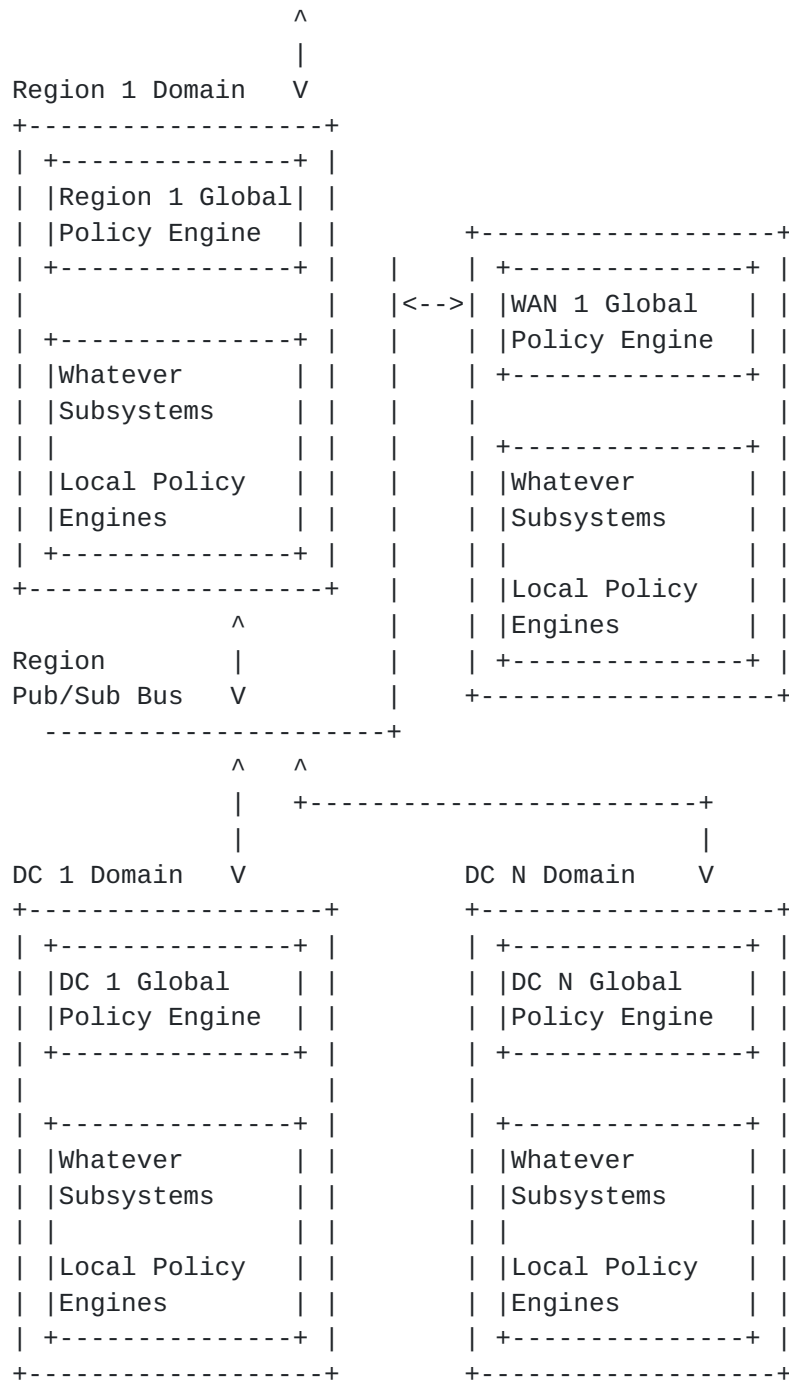 Region 1 Domain
Region 1 Global
Policy Engine
Whatever
Subsystems
Local Policy
Engines
WAN 1 Global
Policy Engine
Whatever
Subsystems
Local Policy
Engines
Region
Pub/Sub Bus
DC 1 Domain
DC 1 Global
Policy Engine
Whatever
Subsystems
Local Policy
Engines
DC N Domain
DC N Global
Policy Engine
Whatever
Subsystems
Local Policy
Engines